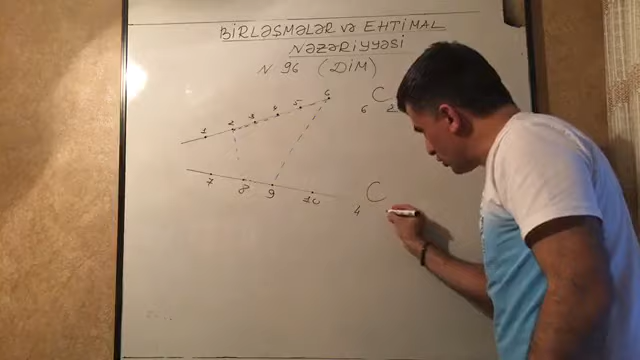 BİRLƏŞMƏLƏR VƏ EHTİMAL
NƏZƏRİYYƏSİ
N 96 (DİM)
1 2 3 4 5 6
6 C 2
7 8 9 10
4 C